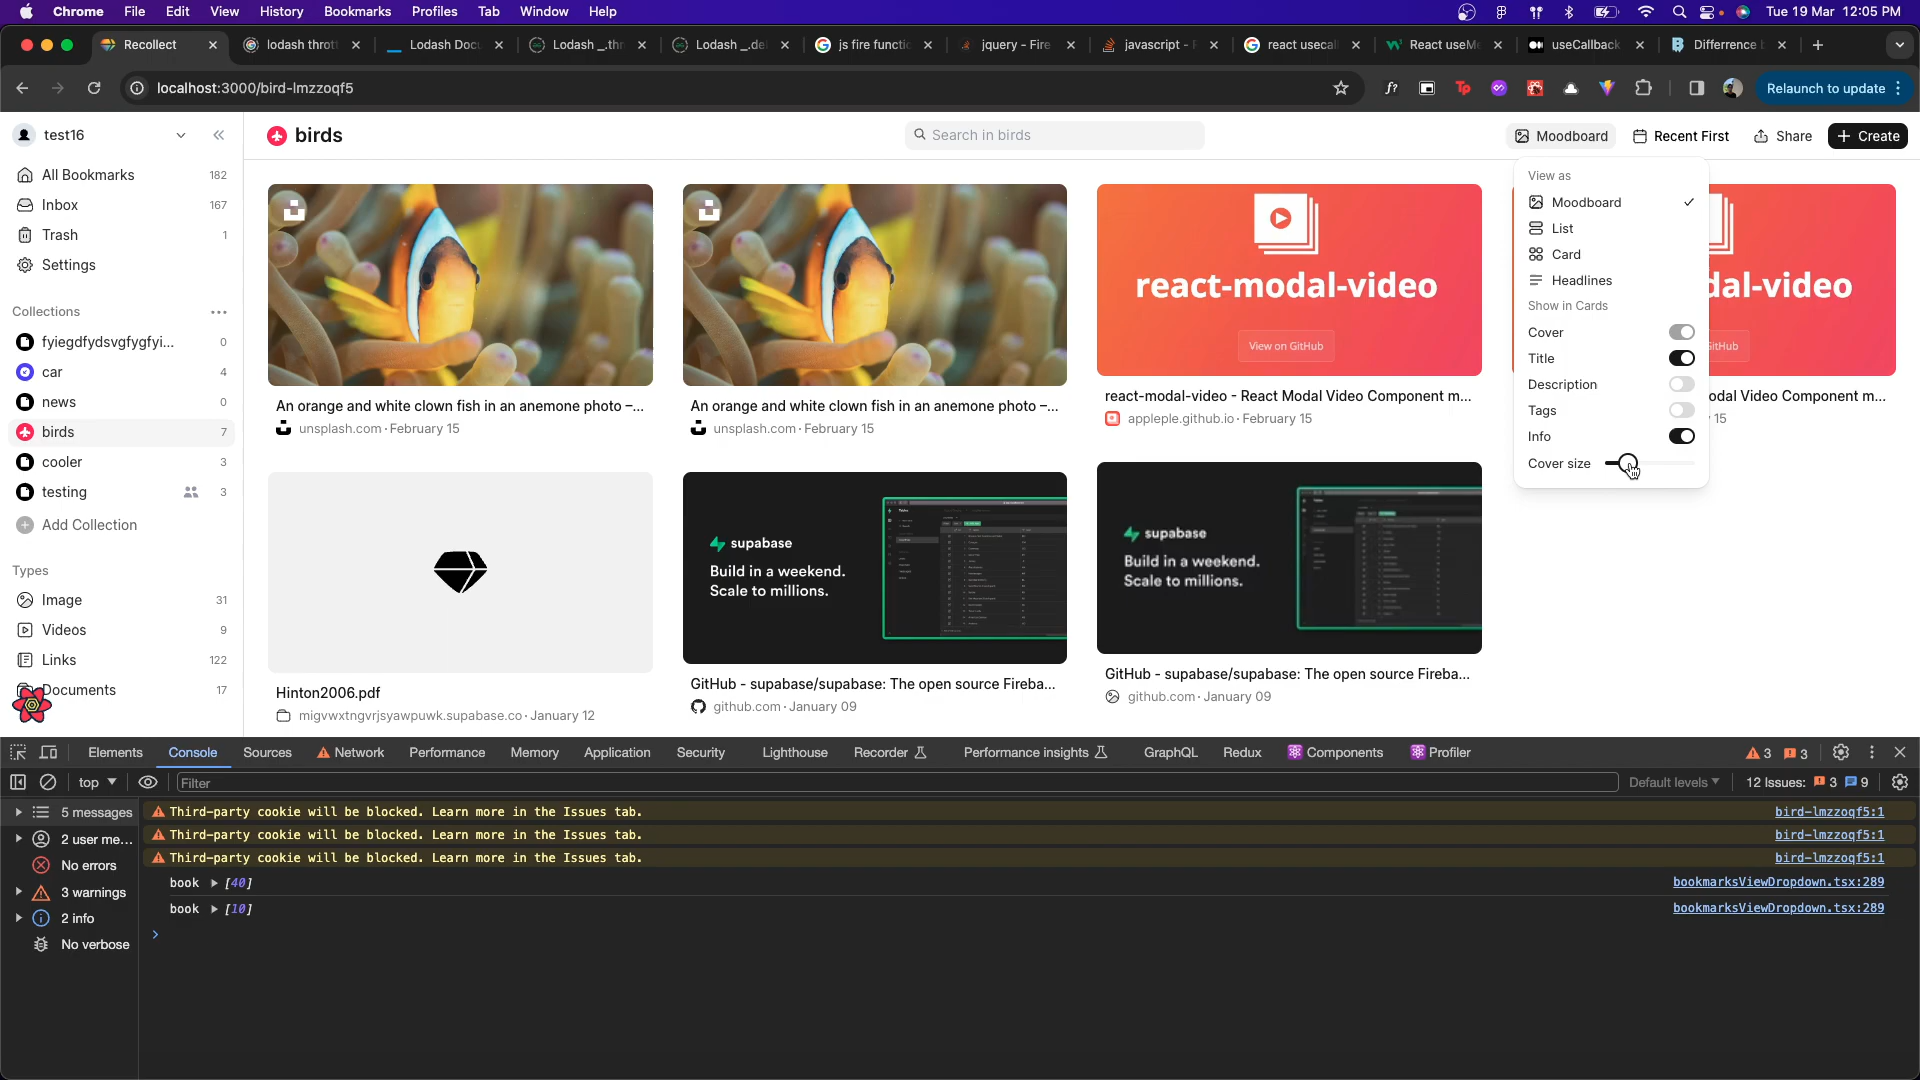 Chrome File Edit View History Bookmarks Profiles Tab Window Help Tue 19 Mar 12:05 PM
Recollect lodash thrott Lodash Docu Lodash _.thr Lodash _.de js fire functic jquery - Fire javascript - F react usecal React useMe useCallback Differrence
localhost:3000/bird-lmzzoqf5 f? Tp Relaunch to update
test16
birds
Search in birds
Moodboard Recent First Share Create
All Bookmarks 182
Inbox 167
Trash 1
Settings
Collections
fyiegdfydsvgfygfyi... 0
car 4
news 0
birds 7
cooler 3
testing 3
Add Collection
Types
Image 31
Videos 9
Links 122
Documents 17
An orange and white clown fish in an anemone photo –...
unsplash.com · February 15
An orange and white clown fish in an anemone photo –...
unsplash.com · February 15
react-modal-video
View on GitHub
react-modal-video - React Modal Video Component m...
appleple.github.io · February 15
dal-video
GitHub
odal Video Component m...
15
View as
Moodboard
List
Card
Headlines
Show in Cards
Cover
Title
Description
Tags
Info
Cover size
Hinton2006.pdf
migvwxtngvrjsyawpuwk.supabase.co · January 12
supabase
Build in a weekend.
Scale to millions.
GitHub - supabase/supabase: The open source Fireba...
github.com · January 09
supabase
Build in a weekend.
Scale to millions.
GitHub - supabase/supabase: The open source Fireba...
github.com · January 09
Elements Console Sources Network Performance Memory Application Security Lighthouse Recorder Performance insights GraphQL Redux Components Profiler 3 3
top Filter Default levels 12 Issues: 3 9
5 messages
2 user me...
No errors
3 warnings
2 info
No verbose
Third-party cookie will be blocked. Learn more in the Issues tab. bird-lmzzoqf5:1
Third-party cookie will be blocked. Learn more in the Issues tab. bird-lmzzoqf5:1
Third-party cookie will be blocked. Learn more in the Issues tab. bird-lmzzoqf5:1
book [40] bookmarksViewDropdown.tsx:289
book [10] bookmarksViewDropdown.tsx:289